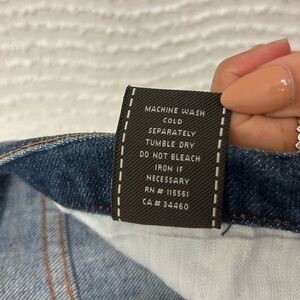 MACHINE WASH
COLD
SEPARATELY
TUMBLE DRY
DO NOT BLEACH
IRON IF
NECESSARY
RN # 115561
CA # 34460